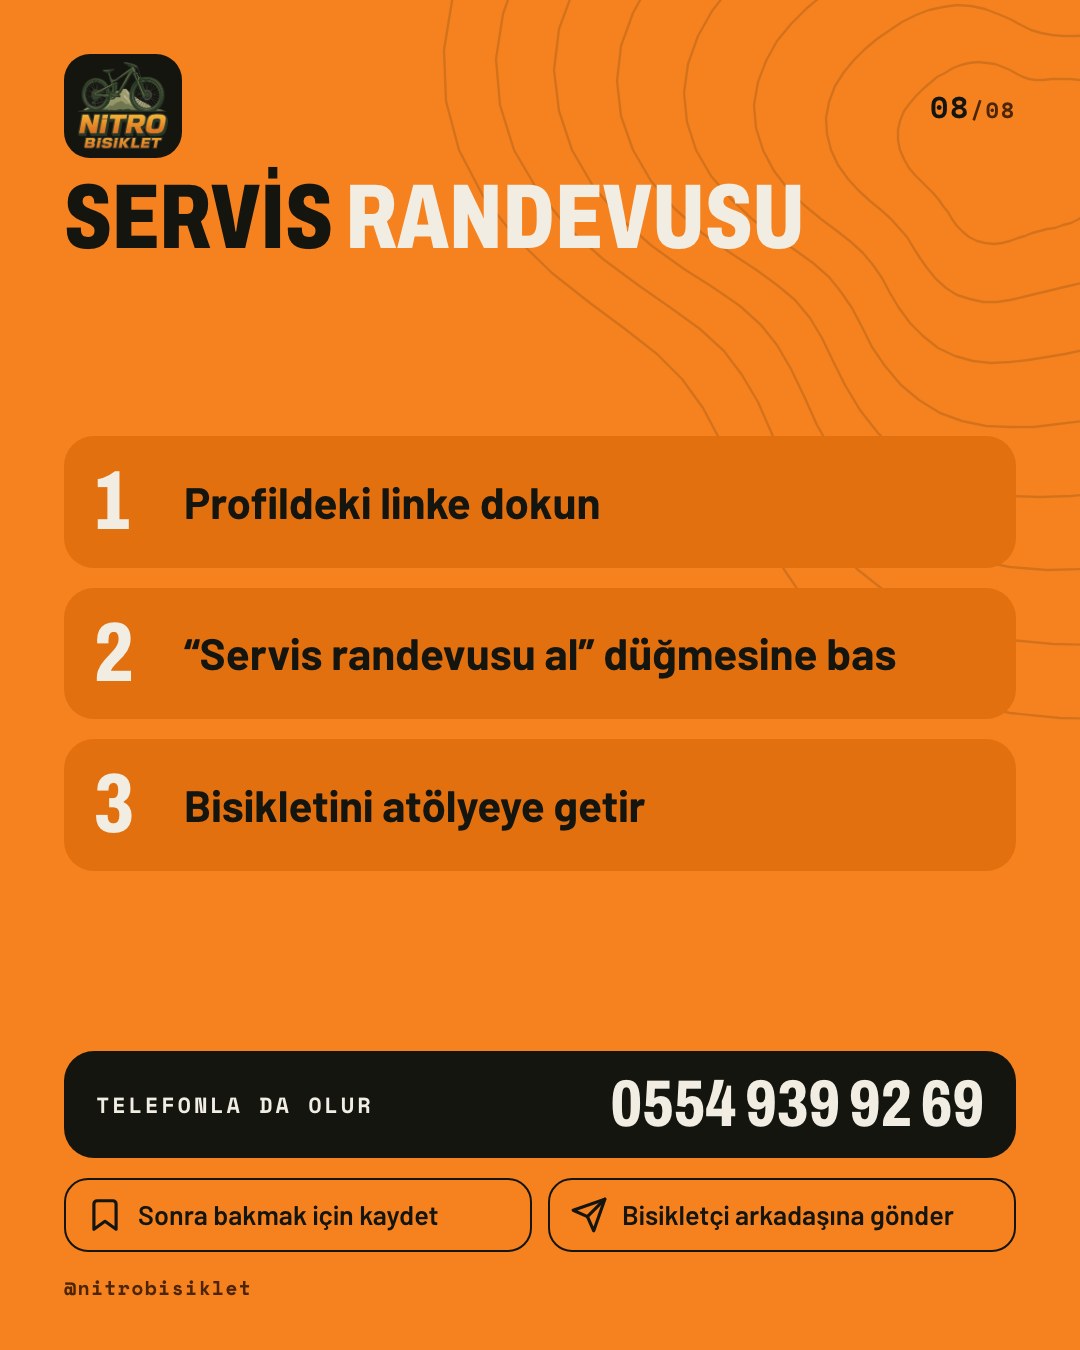 NiTRO
BiSiKLET
08/08
SERVİS RANDEVUSU
1 Profildeki linke dokun
2 “Servis randevusu al” düğmesine bas
3 Bisikletini atölyeye getir
TELEFONLA DA OLUR 0554 939 92 69
Sonra bakmak için kaydet
Bisikletçi arkadaşına gönder
@nitrobisiklet